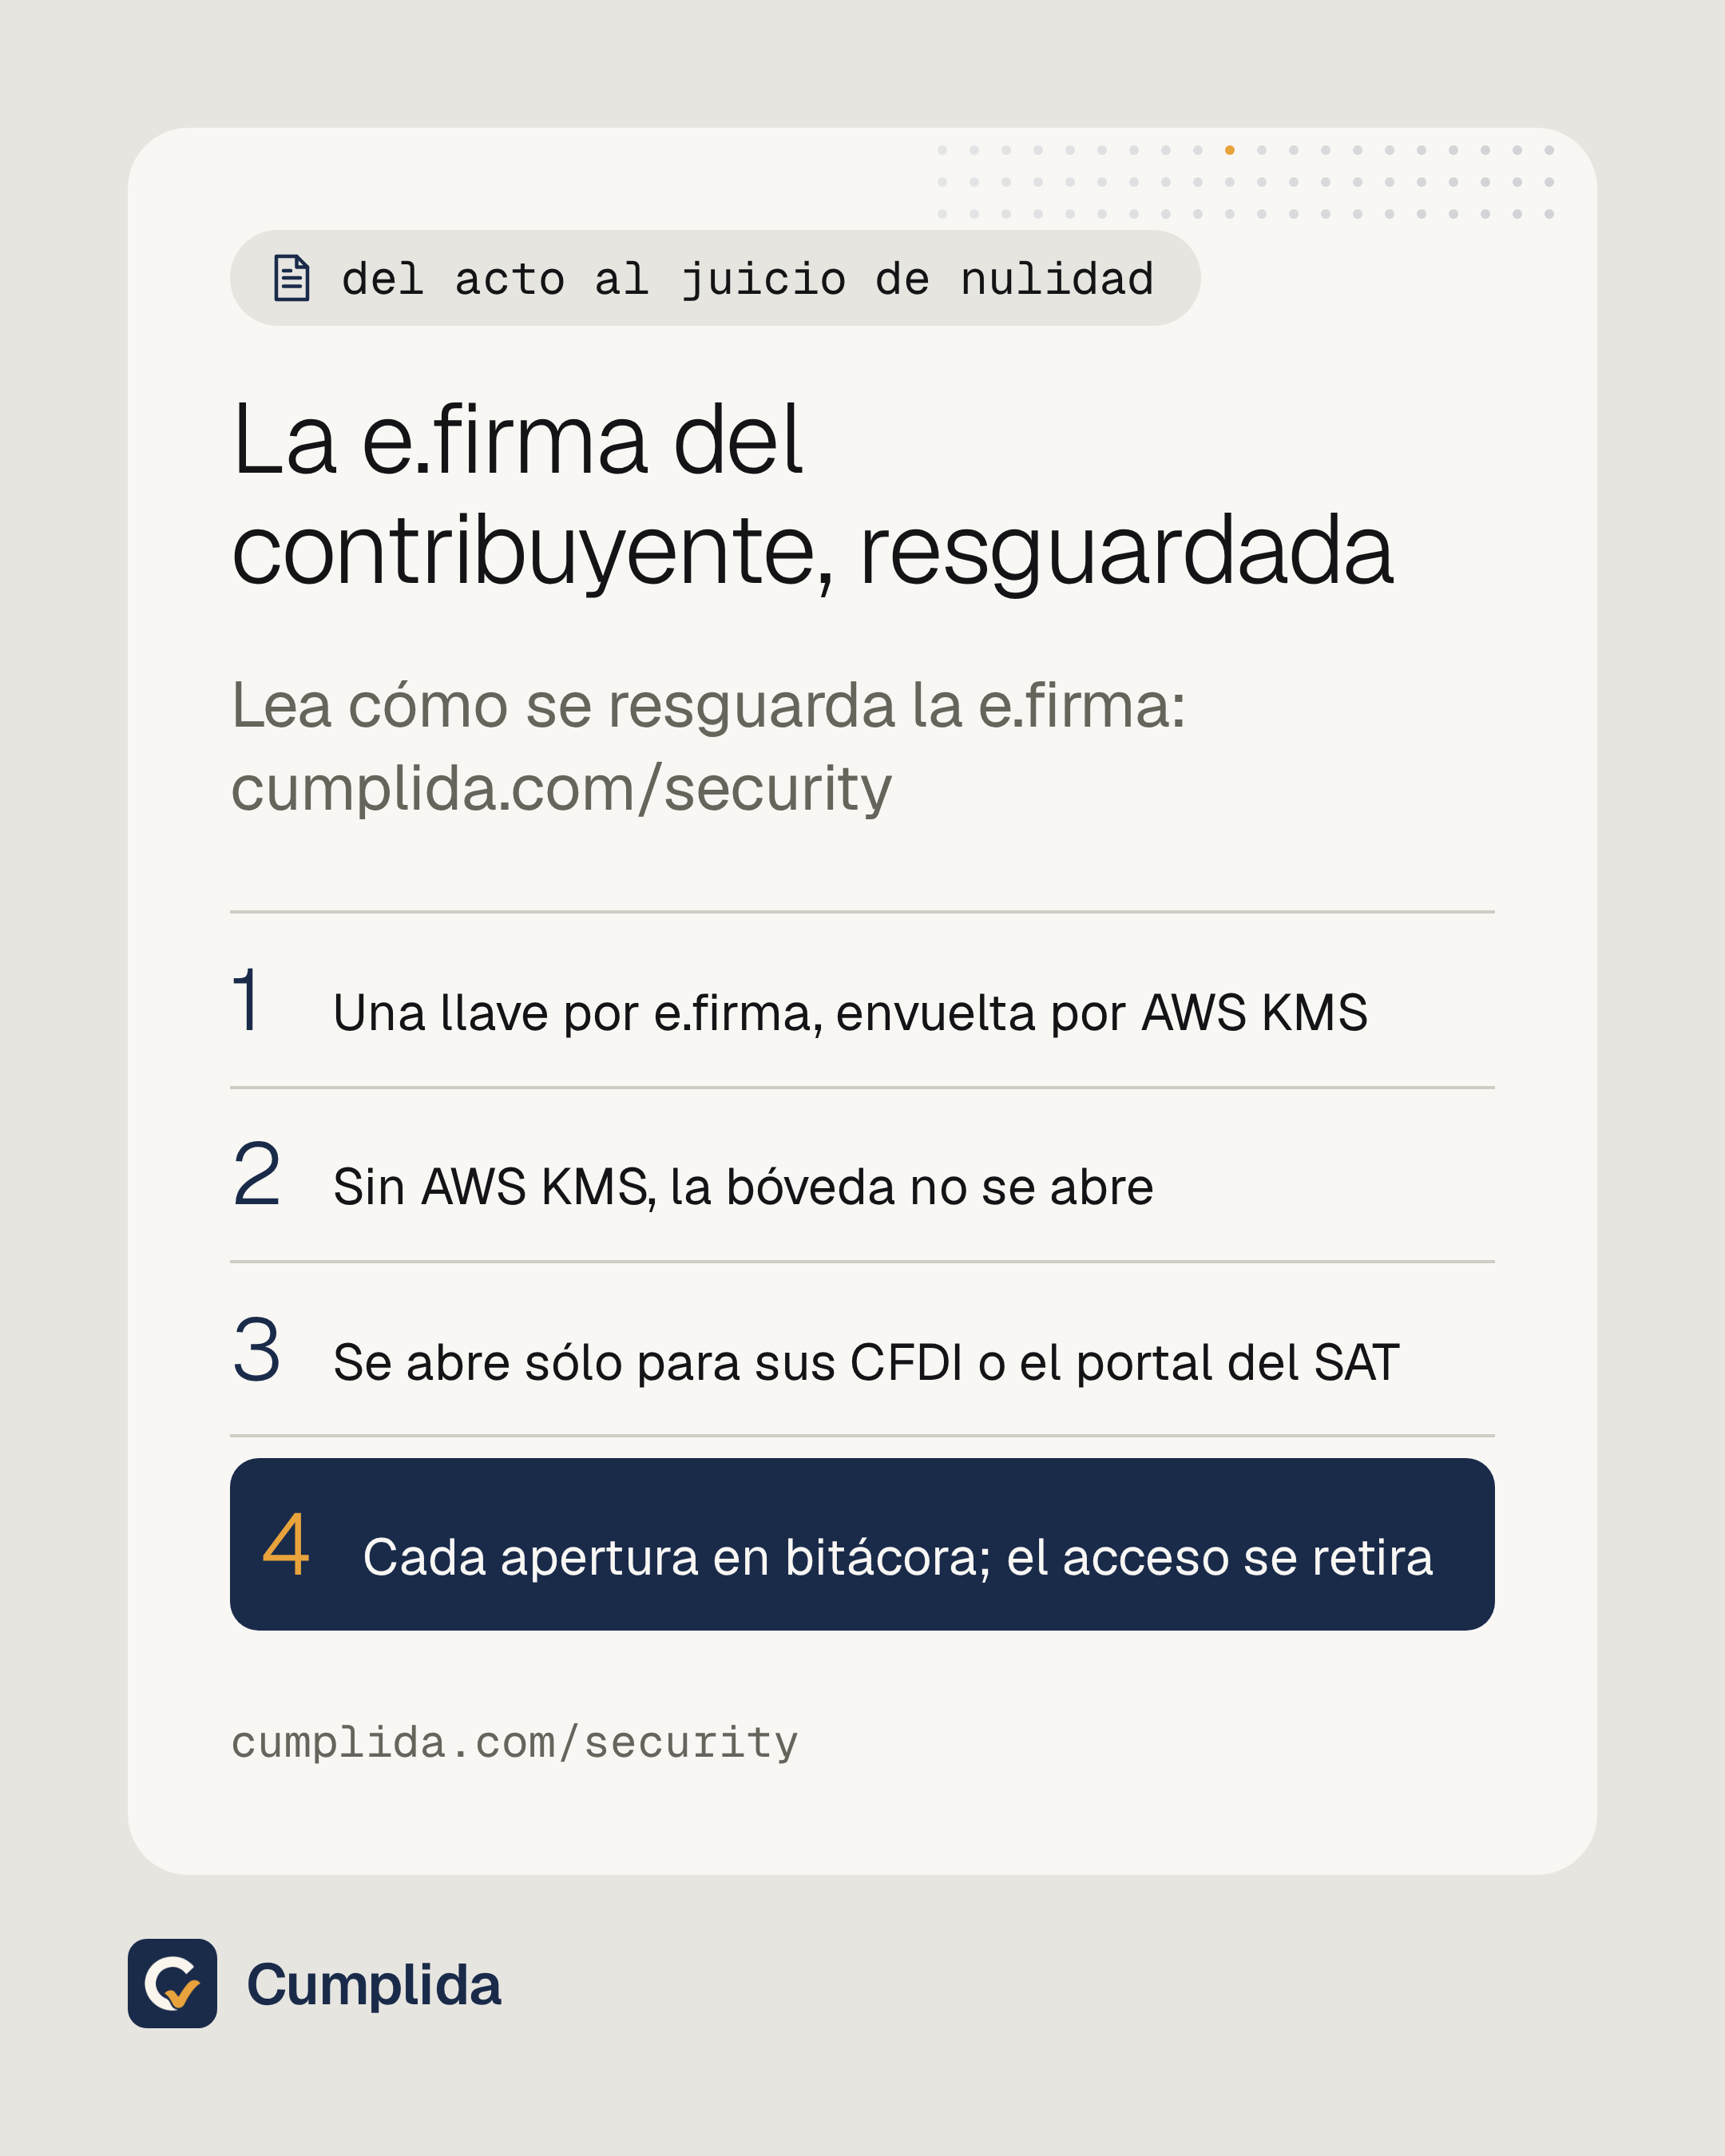 del acto al juicio de nulidad
La e.firma del
contribuyente, resguardada
Lea cómo se resguarda la e.firma:
cumplida.com/security
1 Una llave por e.firma, envuelta por AWS KMS
2 Sin AWS KMS, la bóveda no se abre
3 Se abre sólo para sus CFDI o el portal del SAT
4 Cada apertura en bitácora; el acceso se retira
cumplida.com/security
Cumplida